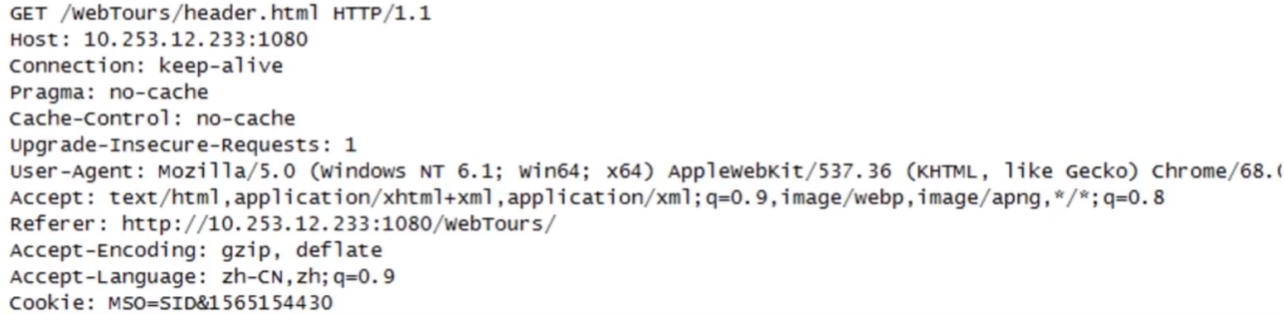 GET /WebTours/header.html HTTP/1.1
Host: 10.253.12.233:1080
Connection: keep-alive
Pragma: no-cache
Cache-Control: no-cache
Upgrade-Insecure-Requests: 1
User-Agent: Mozilla/5.0 (Windows NT 6.1; Win64; x64) AppleWebKit/537.36 (KHTML, like Gecko) Chrome/68.
Accept: text/html,application/xhtml+xml,application/xml;q=0.9,image/webp,image/apng,*/*;q=0.8
Referer: http://10.253.12.233:1080/WebTours/
Accept-Encoding: gzip, deflate
Accept-Language: zh-CN,zh;q=0.9
Cookie: MSO=SID&1565154430